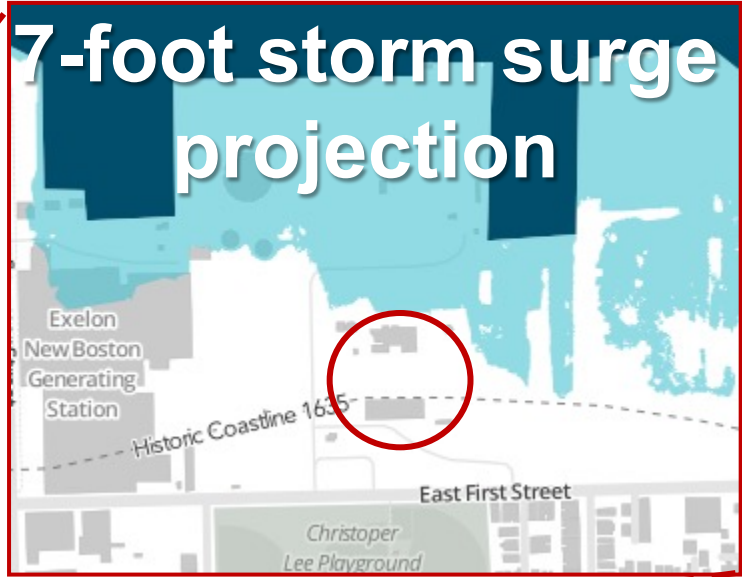 7-foot storm surge
projection
Exelon
New Boston
Generating
Station
Historic Coastline 1635
East First Street
Christoper
Lee Playground